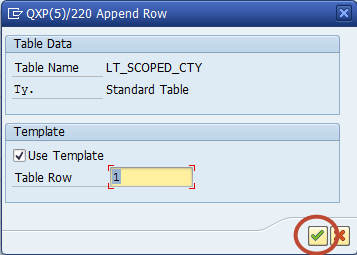 QXP(5)/220 Append Row
Table Data
Table Name LT_SCOPED_CTY
Ty. Standard Table
Template
Use Template
Table Row 1